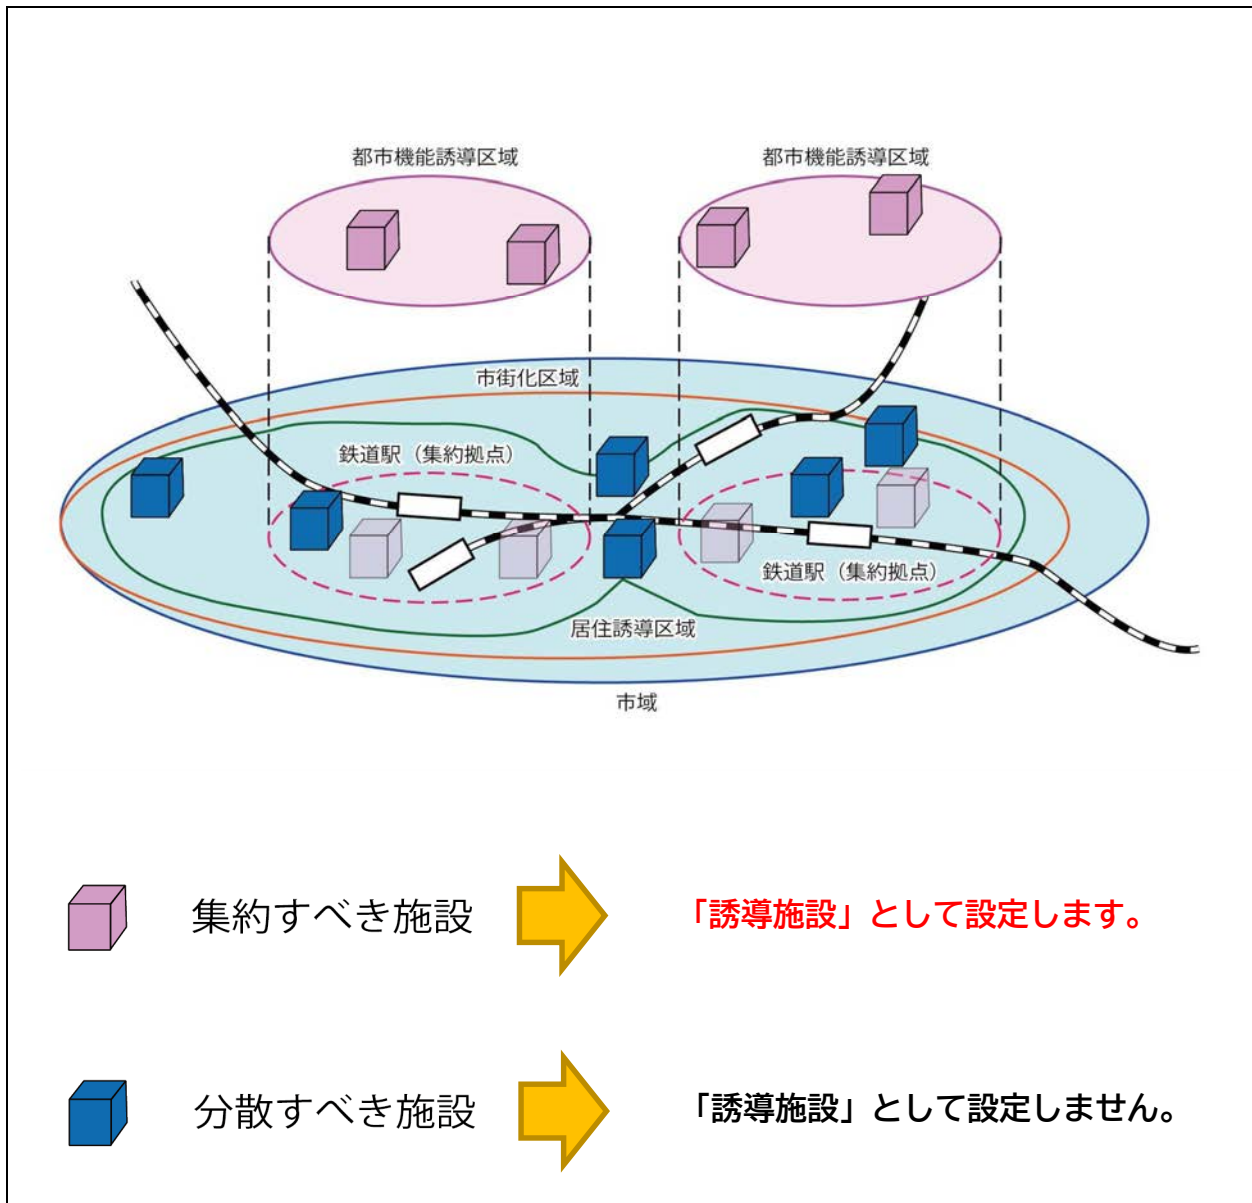 都市機能誘導区域
都市機能誘導区域
市街化区域
鉄道駅（集約拠点）
鉄道駅（集約拠点）
居住誘導区域
市域
集約すべき施設
「誘導施設」として設定します。
分散すべき施設
「誘導施設」として設定しません。